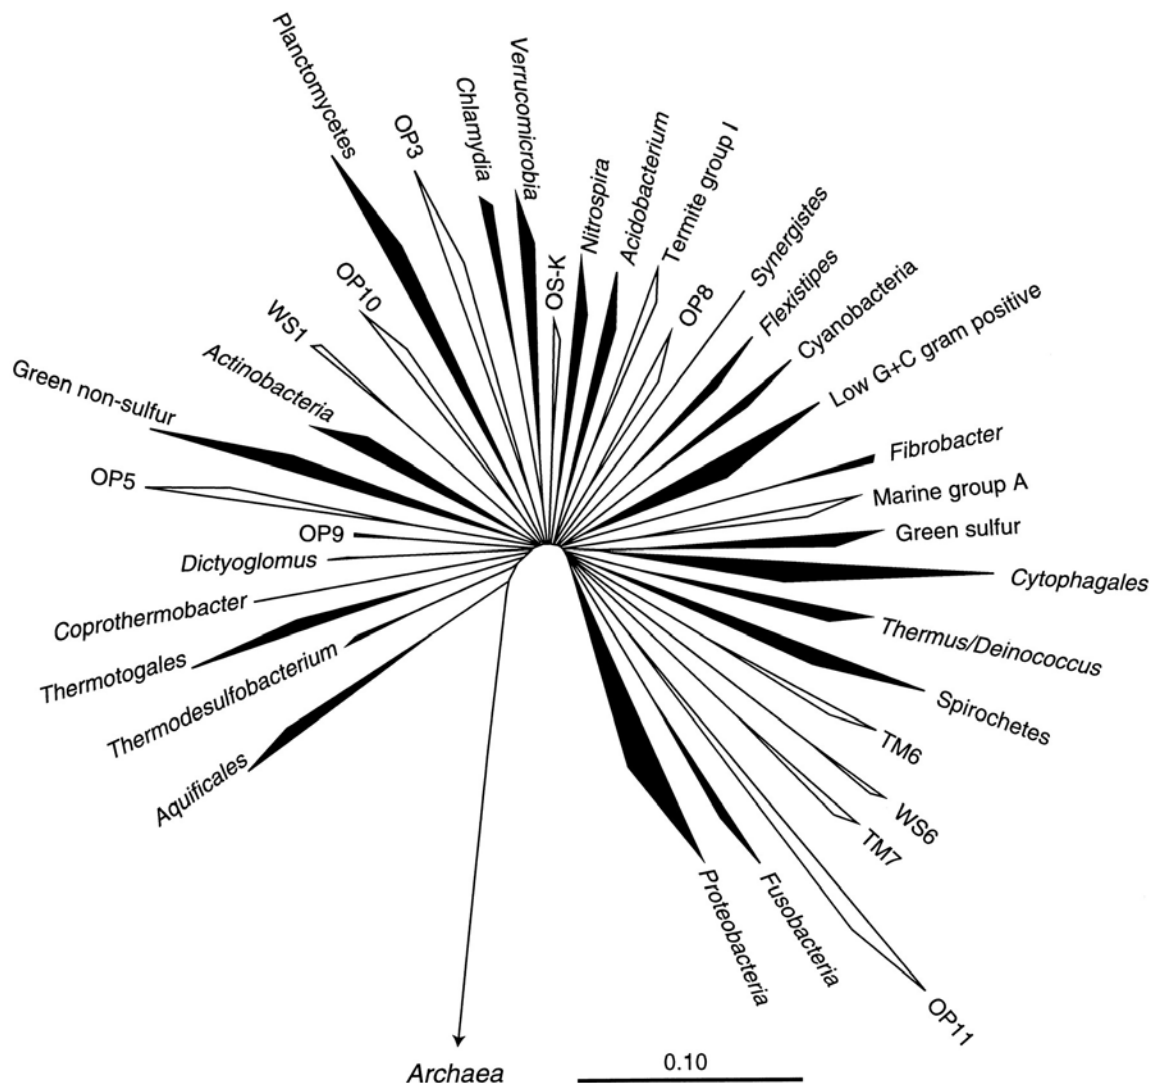 Planctomycetes
OP3
Chlamydia
Verrucomicrobia
OS-K
Nitrospira
Acidobacterium
Termite group I
OP8
Synergistes
Flexistipes
Cyanobacteria
Low G+C gram positive
Fibrobacter
Marine group A
Green sulfur
Cytophagales
Thermus/Deinococcus
Spirochetes
TM6
WS6
TM7
OP11
Fusobacteria
Proteobacteria
Archaea
Aquificales
Thermodesulfobacterium
Thermotogales
Coprothermobacter
Dictyoglomus
OP9
OP5
Green non-sulfur
Actinobacteria
WS1
OP10
0.10